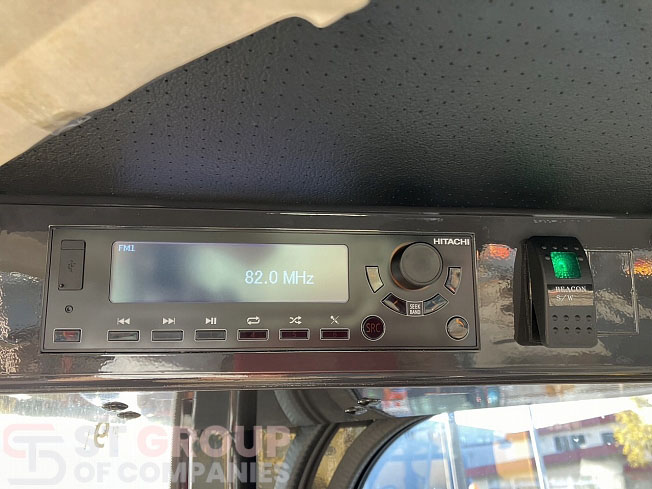 HITACHI
FM1
82.0 MHz
SEEK
BAND
SRC
BEACON
S/W
ST GROUP
OF COMPANIES